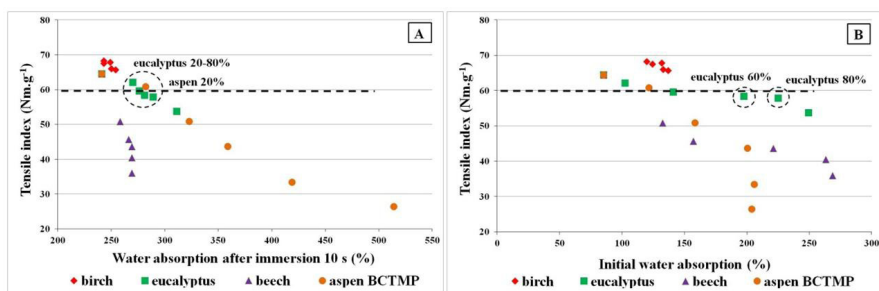 A
80
70
60
50
40
30
20
Tensile index (Nm.g⁻¹)
eucalyptus 20-80%
aspen 20%
200 250 300 350 400 450 500 550
Water absorption after immersion 10 s (%)
birch eucalyptus beech aspen BCTMP
B
80
70
60
50
40
30
20
Tensile index (Nm.g⁻¹)
eucalyptus 60%
eucalyptus 80%
0 50 100 150 200 250 300
Initial water absorption (%)
birch eucalyptus beech aspen BCTMP